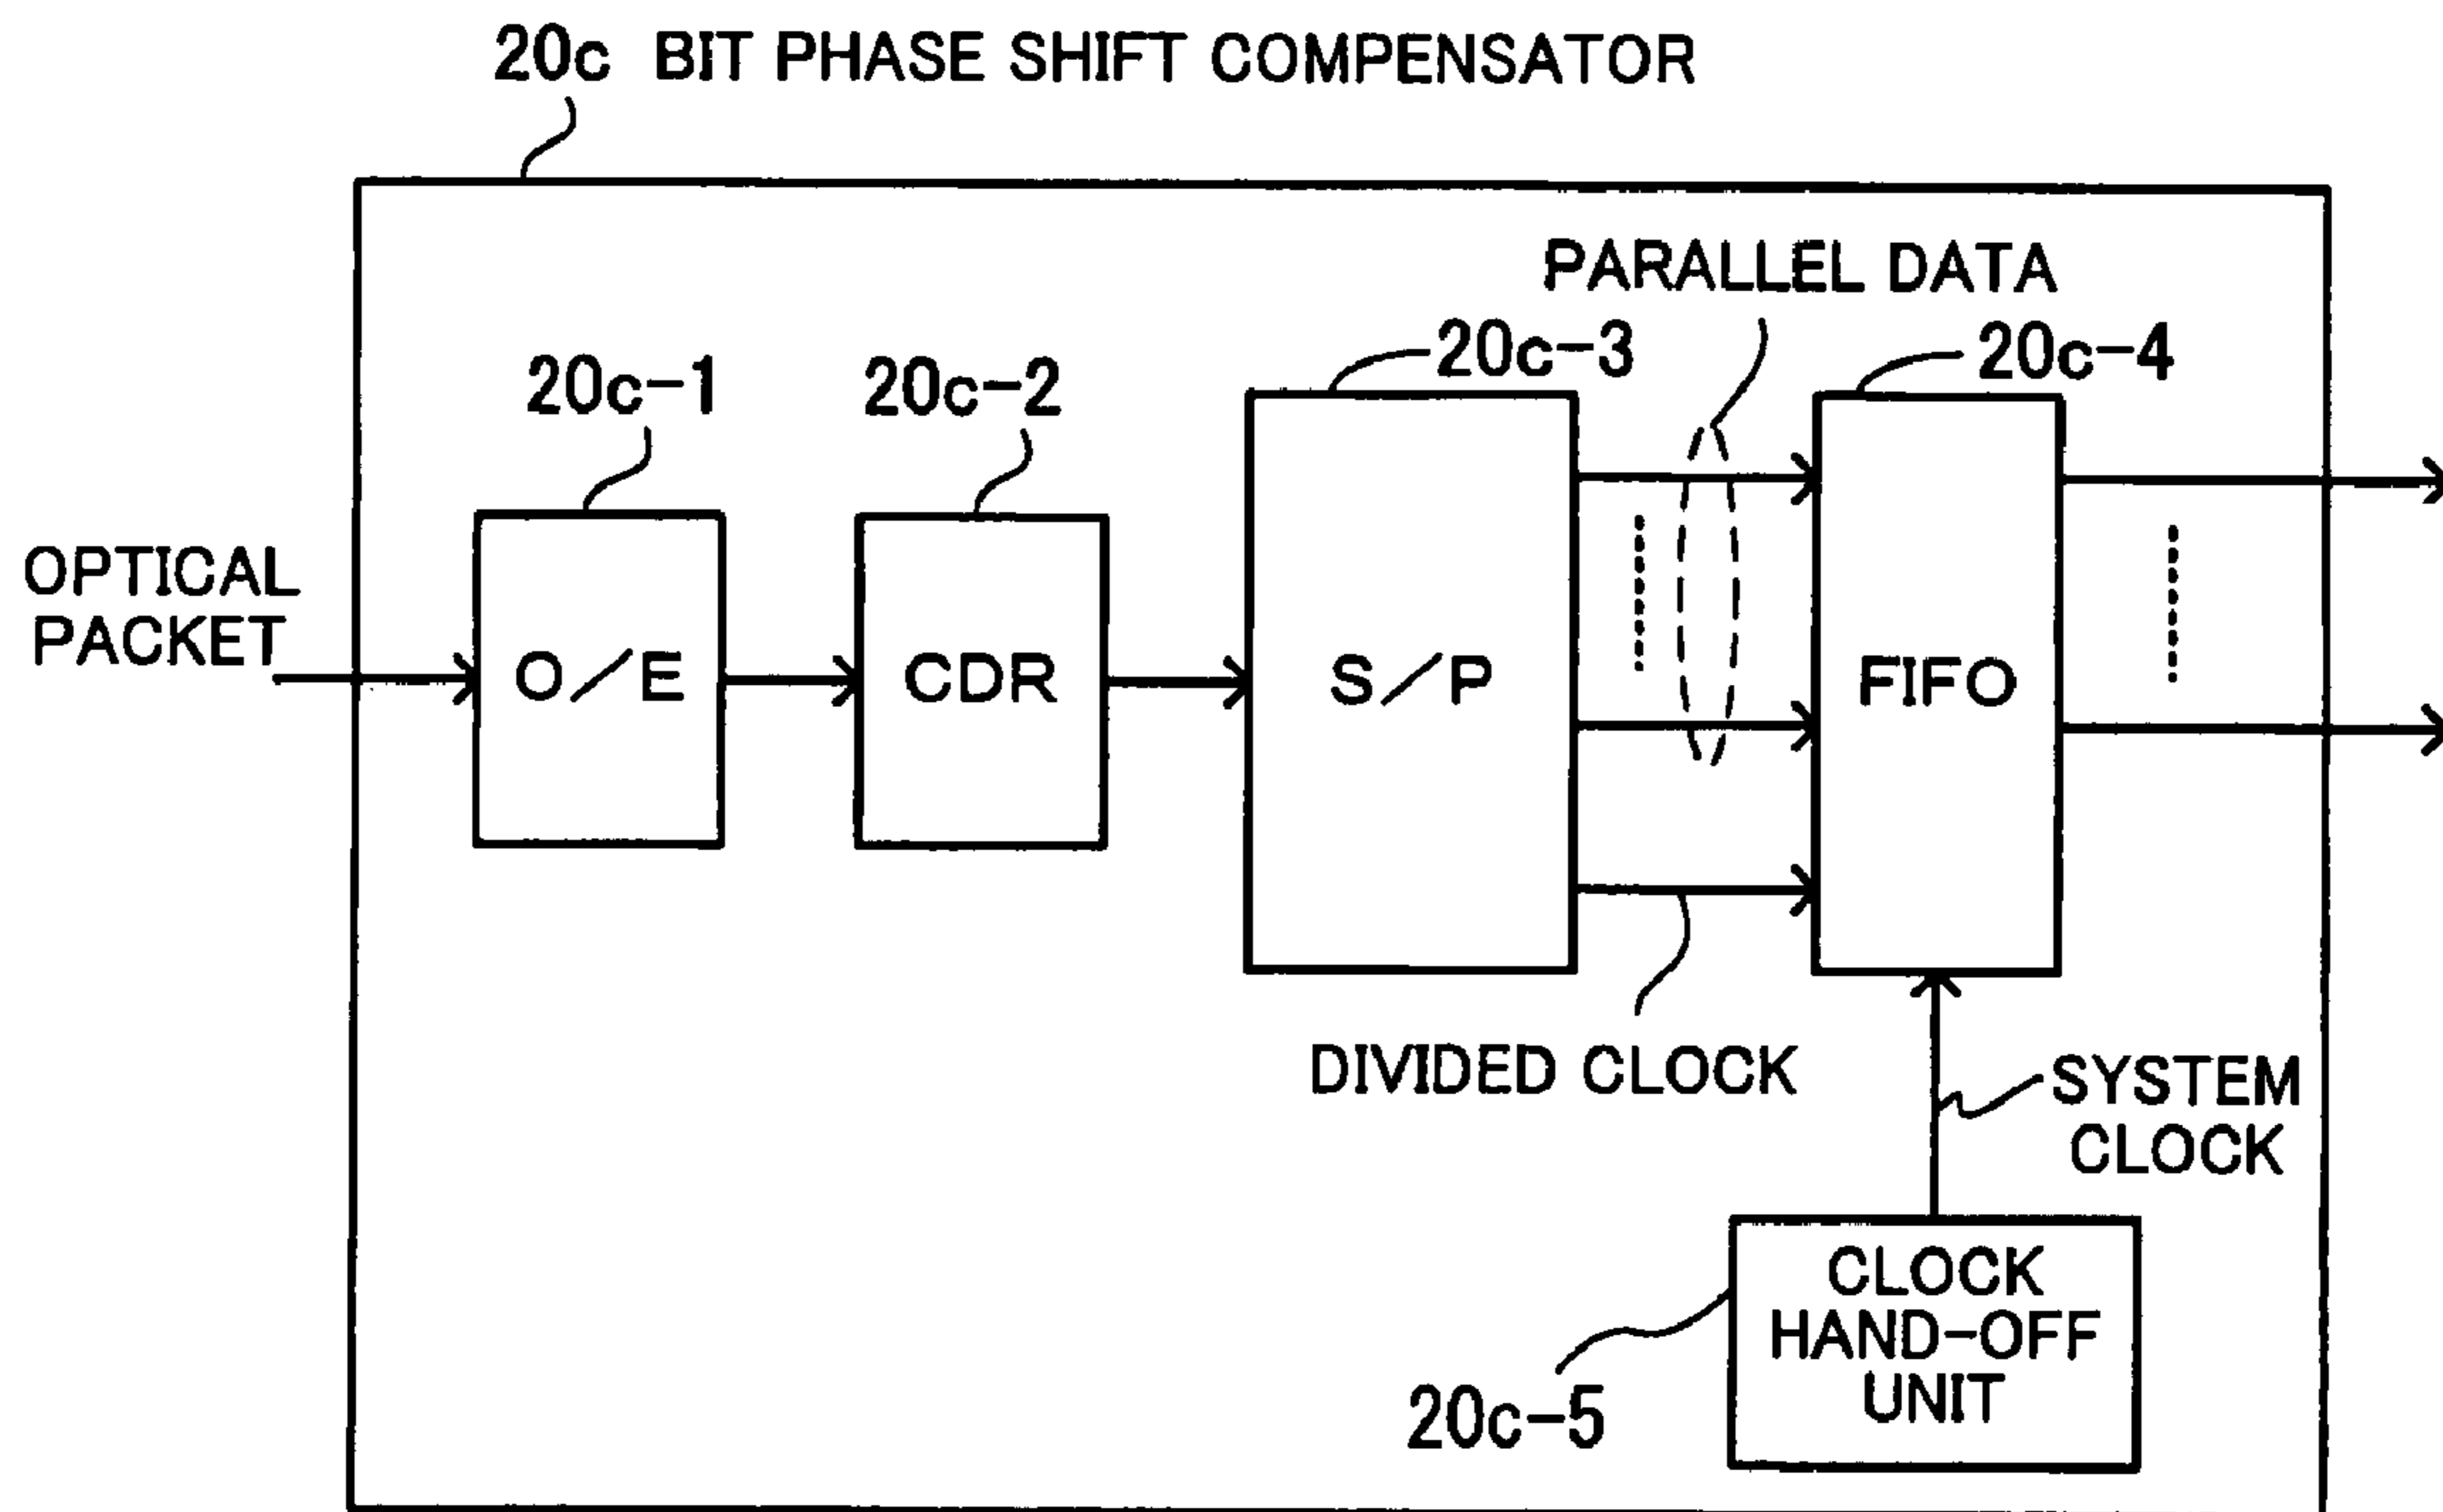 20c BIT PHASE SHIFT COMPENSATOR
PARALLEL DATA
20c-1
20c-2
20c-3
20c-4
OPTICAL
PACKET
O/E
CDR
S/P
FIFO
DIVIDED CLOCK
SYSTEM
CLOCK
CLOCK
HAND-OFF
UNIT
20c-5